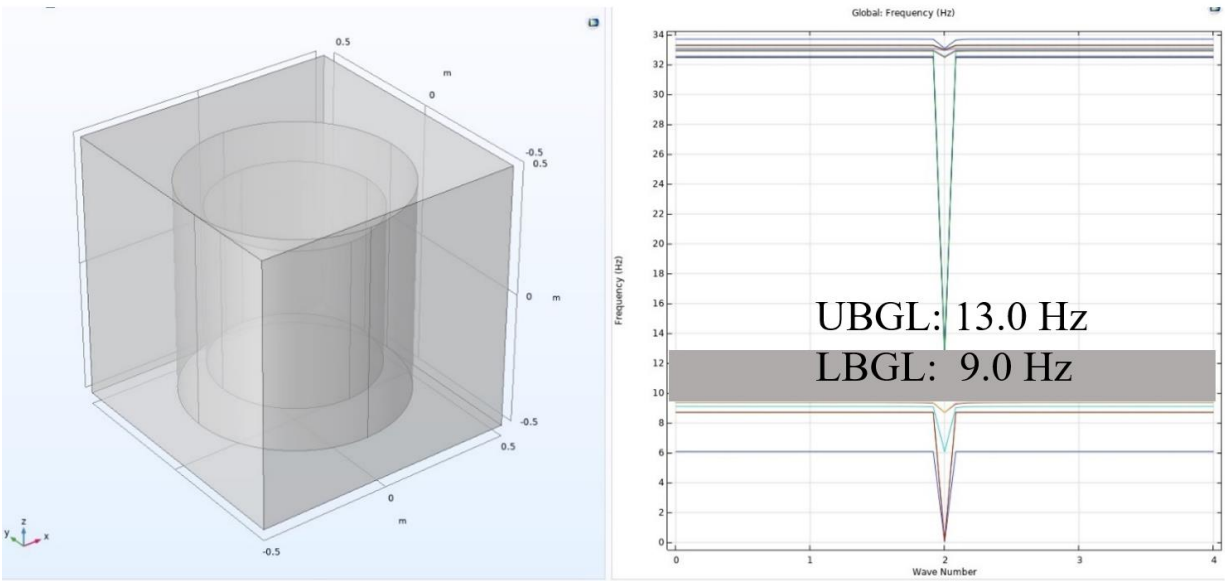 0.5
m
0
-0.5
0.5
0
m
-0.5
0.5
0
m
-0.5
z
y
x
Global: Frequency (Hz)
34
32
30
28
26
24
22
20
18
16
14
12
10
8
6
4
2
0
Frequency (Hz)
UBGL: 13.0 Hz
LBGL: 9.0 Hz
0 1 2 3 4
Wave Number